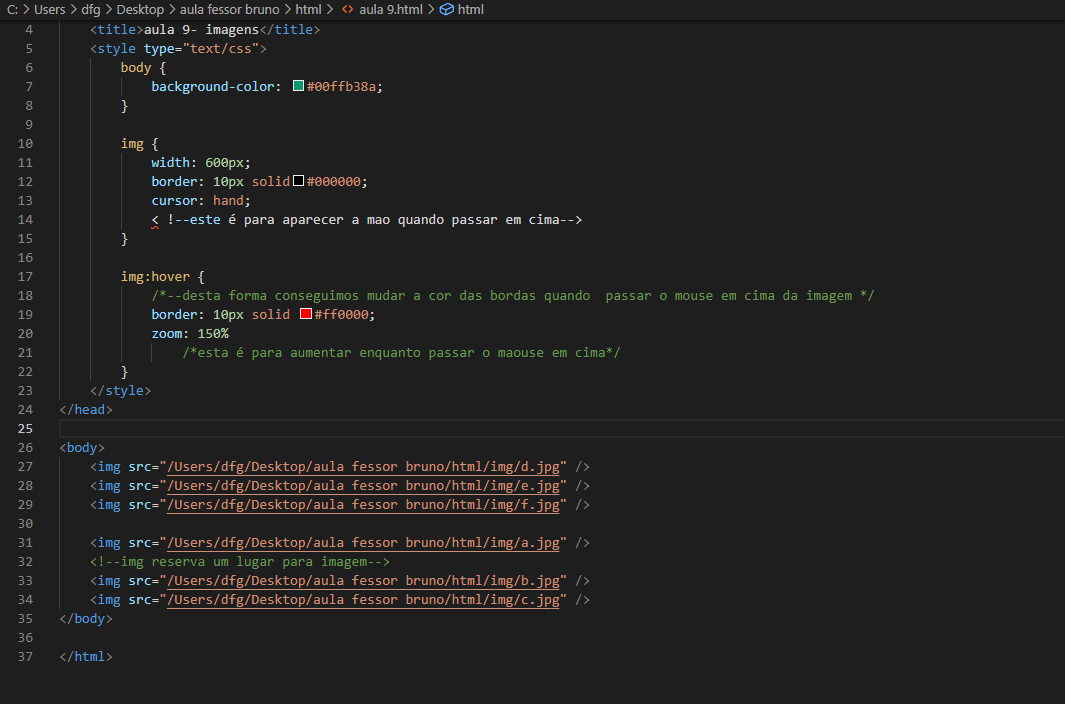 C: > Users > dfg > Desktop > aula fessor bruno > html > <> aula 9.html > html
4 <title>aula 9- imagens</title>
5 <style type="text/css">
6 body {
7 background-color: #00ffb38a;
8 }
9
10 img {
11 width: 600px;
12 border: 10px solid #000000;
13 cursor: hand;
14 < !--este é para aparecer a mao quando passar em cima-->
15 }
16
17 img:hover {
18 /*--desta forma conseguimos mudar a cor das bordas quando  passar o mouse em cima da imagem */
19 border: 10px solid #ff0000;
20 zoom: 150%
21 /*esta é para aumentar enquanto passar o maouse em cima*/
22 }
23 </style>
24 </head>
25
26 <body>
27 <img src="/Users/dfg/Desktop/aula fessor bruno/html/img/d.jpg" />
28 <img src="/Users/dfg/Desktop/aula fessor bruno/html/img/e.jpg" />
29 <img src="/Users/dfg/Desktop/aula fessor bruno/html/img/f.jpg" />
30
31 <img src="/Users/dfg/Desktop/aula fessor bruno/html/img/a.jpg" />
32 <!--img reserva um lugar para imagem-->
33 <img src="/Users/dfg/Desktop/aula fessor bruno/html/img/b.jpg" />
34 <img src="/Users/dfg/Desktop/aula fessor bruno/html/img/c.jpg" />
35 </body>
36
37 </html>